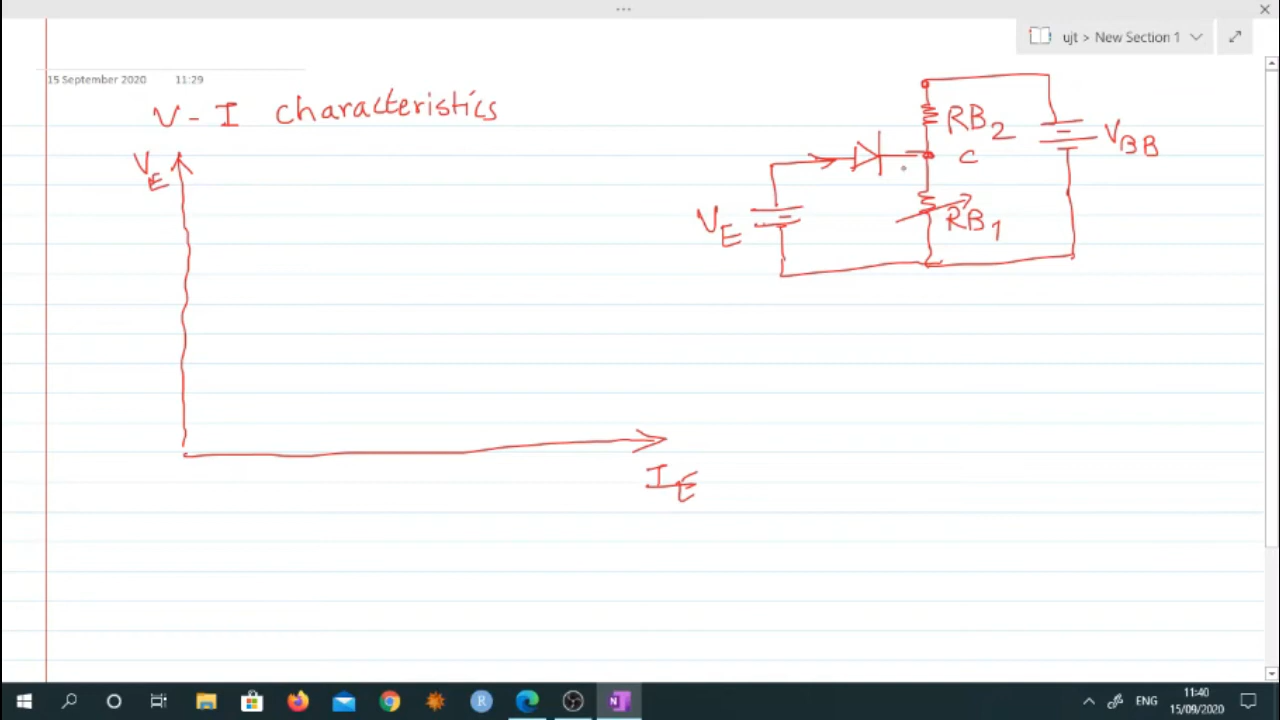 ujt > New Section 1
15 September 2020 11:29
V - I characteristics
VE
IE
RB2
VBB
C
VE
RB1
ENG
11:40
15/09/2020
R
N